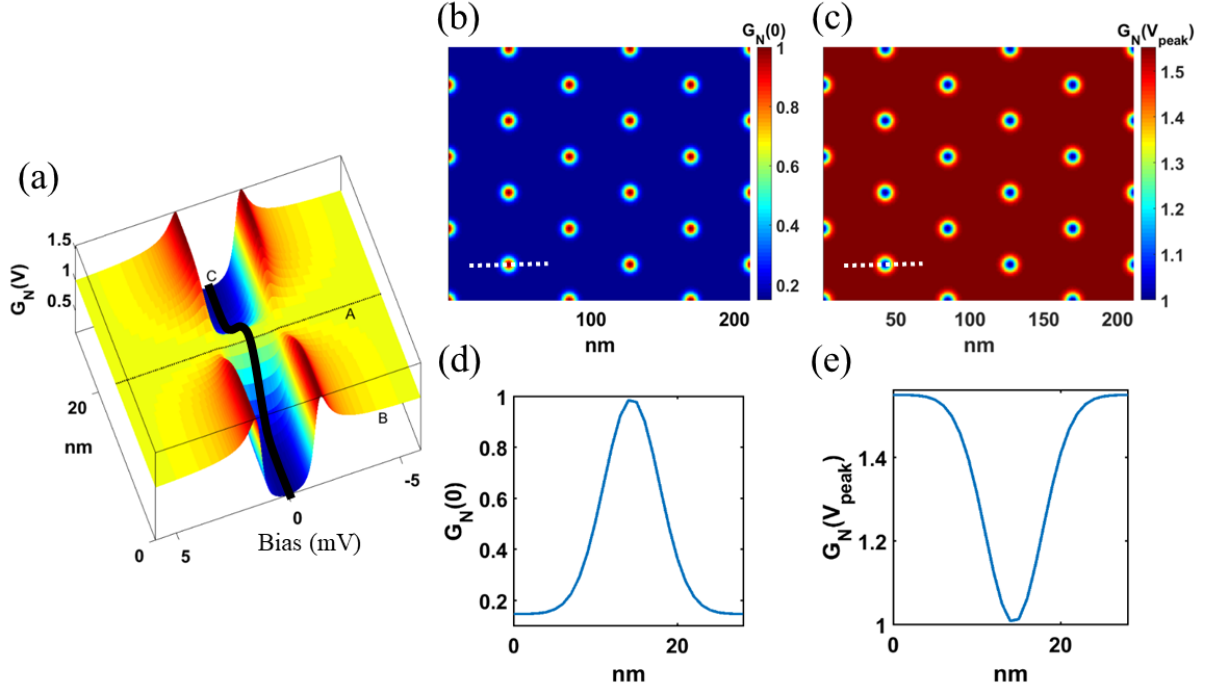 (a)
G_N(V)
1.5
1
0.5
C
A
B
20
nm
0
5
0
-5
Bias (mV)
(b)
G_N(0)
1
0.8
0.6
0.4
0.2
100
200
nm
(c)
G_N(V_peak)
1.5
1.4
1.3
1.2
1.1
1
50
100
150
200
nm
(d)
G_N(0)
1
0.8
0.6
0.4
0.2
0
20
nm
(e)
G_N(V_peak)
1.4
1.2
1
0
20
nm